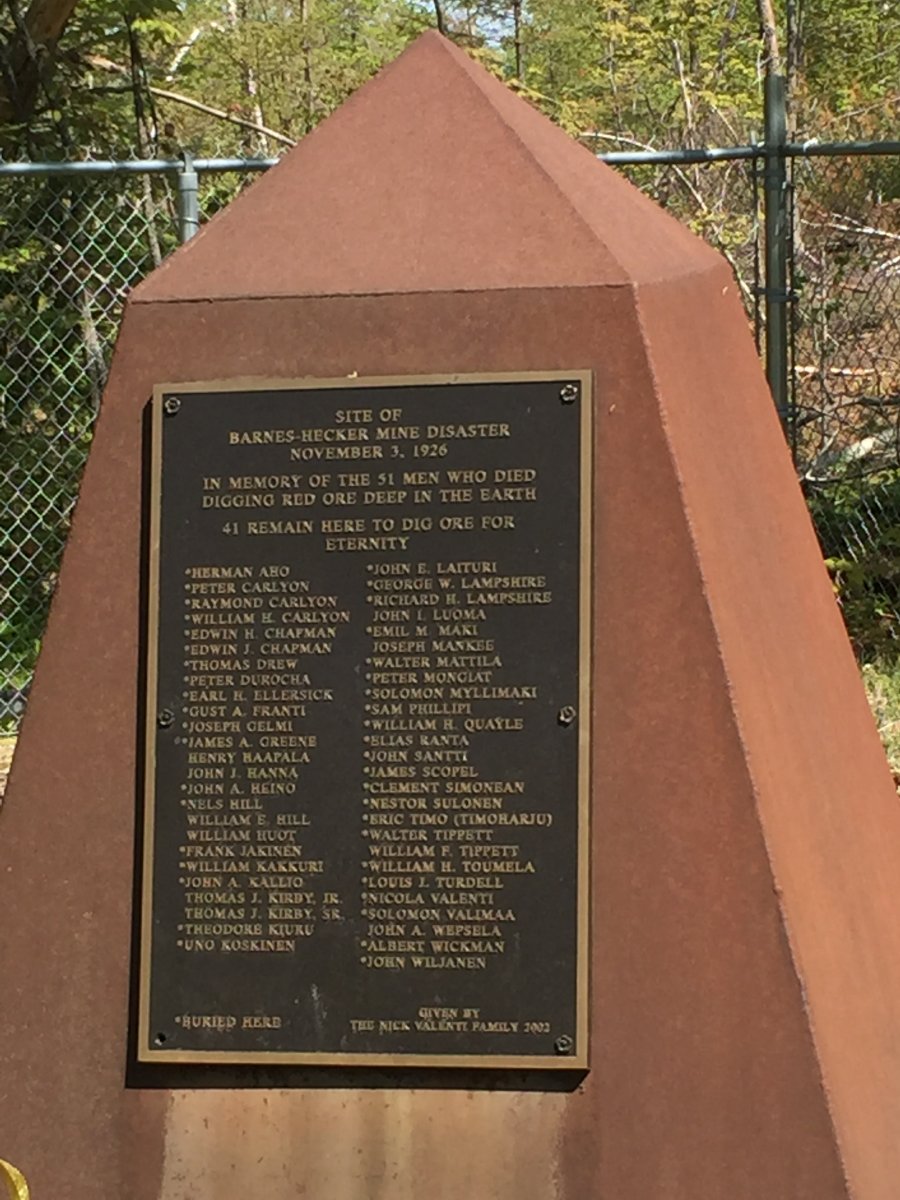 SITE OF
BARNES-HECKER MINE DISASTER
NOVEMBER 3, 1926
IN MEMORY OF THE 51 MEN WHO DIED
DIGGING RED ORE DEEP IN THE EARTH
41 REMAIN HERE TO DIG ORE FOR
ETERNITY
*HERMAN AHO
*PETER CARLYON
*RAYMOND CARLYON
*WILLIAM H. CARLYON
*EDWIN H. CHAPMAN
*EDWIN J. CHAPMAN
*THOMAS DREW
*PETER DUROCHA
*EARL H. ELLERSICK
*GUST A. FRANTI
*JOSEPH GELMI
*JAMES A. GREENE
HENRY HAAPALA
JOHN J. HANNA
*JOHN A. HEINO
*NELS HILL
WILLIAM E. HILL
WILLIAM HUOT
*FRANK JAKINEN
*WILLIAM KAKKURI
*JOHN A. KALLIO
THOMAS J. KIRBY, JR.
THOMAS J. KIRBY, SR.
*THEODORE KIURU
*UNO KOSKINEN
*JOHN E. LAITURI
*GEORGE W. LAMPSHIRE
*RICHARD H. LAMPSHIRE
JOHN I. LUOMA
*EMIL M. MAKI
JOSEPH MANKEE
*WALTER MATTILA
*PETER MONGIAT
*SOLOMON MYLLIMAKI
*SAM PHILLIPI
*WILLIAM H. QUAYLE
*ELIAS RANTA
*JOHN SANTTI
*JAMES SCOPEL
*CLEMENT SIMONEAN
*NESTOR SULONEN
*ERIC TIMO (TIMOHARJU)
*WALTER TIPPETT
WILLIAM F. TIPPETT
*WILLIAM H. TOUMELA
*LOUIS J. TURDELL
*NICOLA VALENTI
*SOLOMON VALIMAA
JOHN A. WEPSELA
*ALBERT WICKMAN
*JOHN WILJANEN
*BURIED HERE
GIVEN BY
THE NICK VALENTI FAMILY 2002